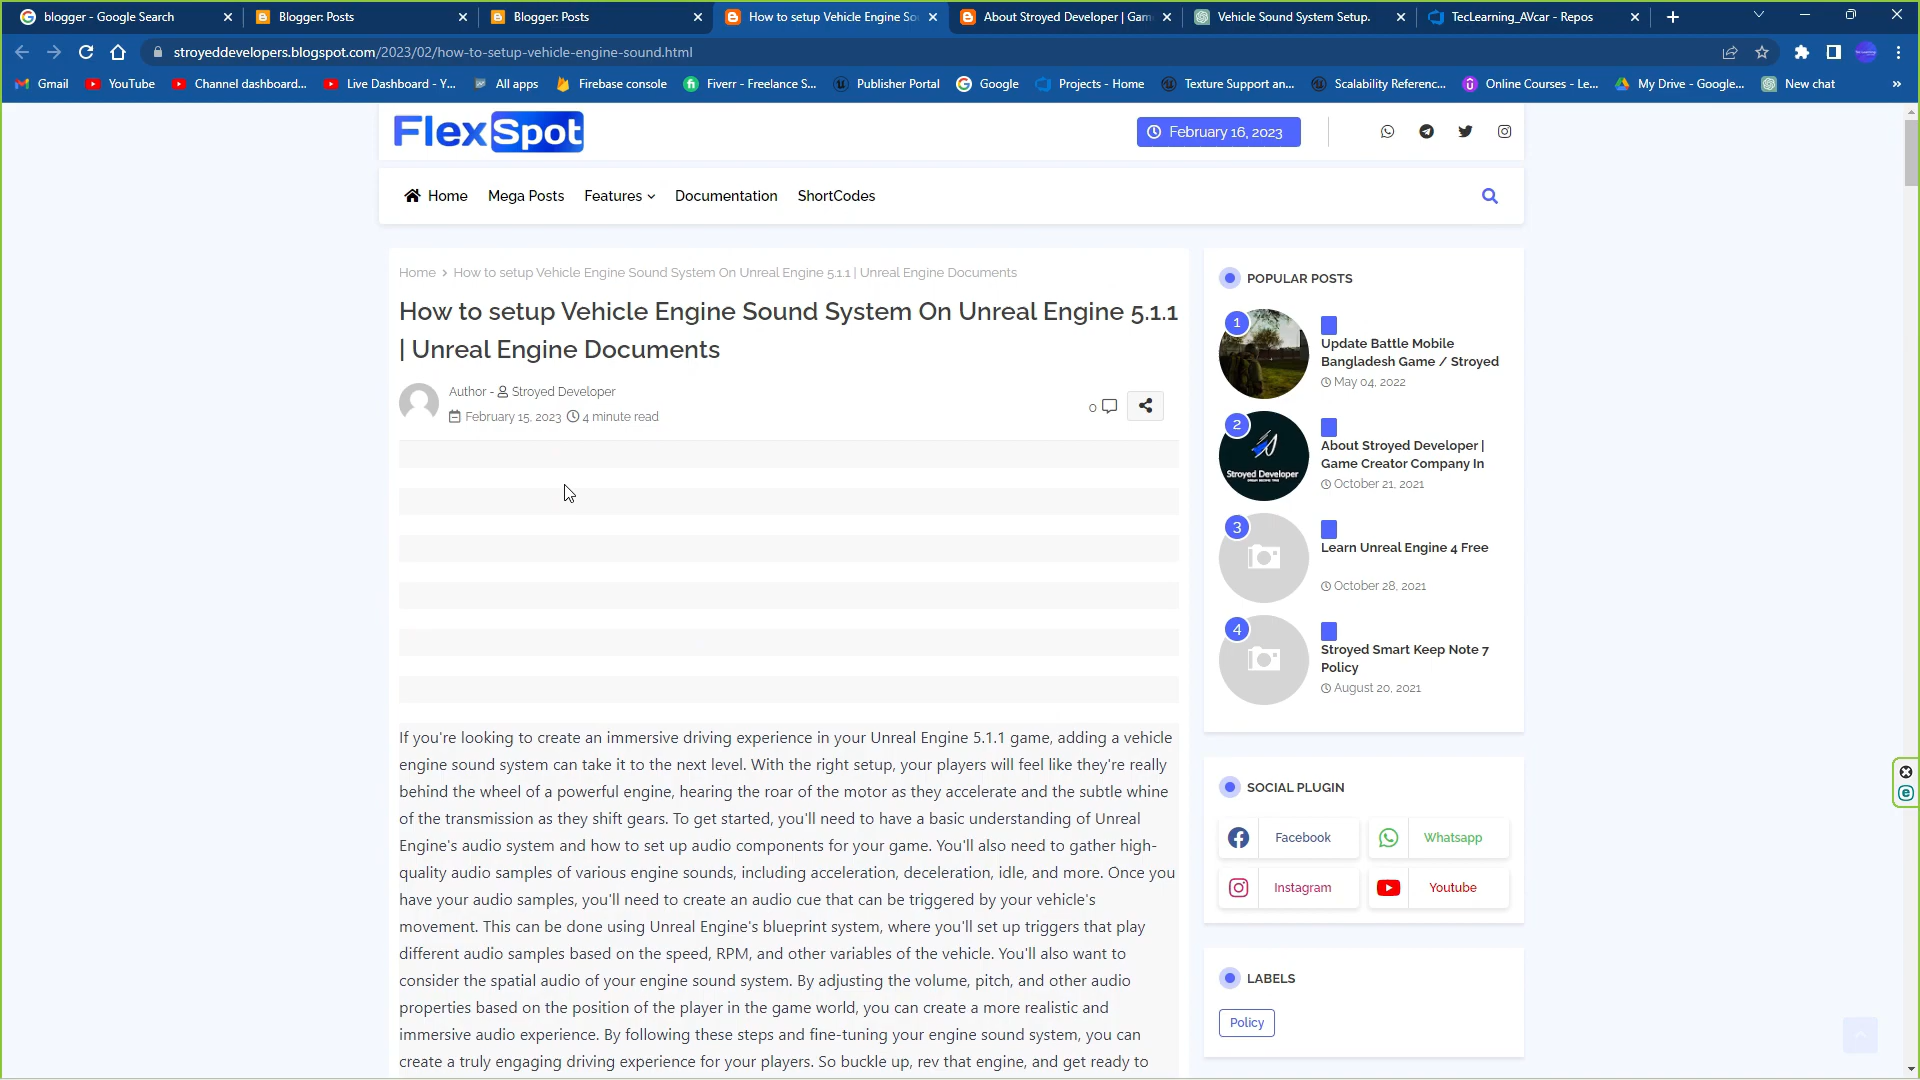 blogger - Google Search
Blogger: Posts
Blogger: Posts
How to setup Vehicle Engine So
About Stroyed Developer | Gam
Vehicle Sound System Setup.
TecLearning_AVcar - Repos
stroyeddevelopers.blogspot.com/2023/02/how-to-setup-vehicle-engine-sound.html
Gmail
YouTube
Channel dashboard...
Live Dashboard - Y...
All apps
Firebase console
Fiverr - Freelance S...
Publisher Portal
Google
Projects - Home
Texture Support an...
Scalability Referenc...
Online Courses - Le...
My Drive - Google...
New chat
FlexSpot
February 16, 2023
Home
Mega Posts
Features
Documentation
ShortCodes
Home > How to setup Vehicle Engine Sound System On Unreal Engine 5.1.1 | Unreal Engine Documents
How to setup Vehicle Engine Sound System On Unreal Engine 5.1.1
| Unreal Engine Documents
Author - Stroyed Developer
February 15, 2023 4 minute read
0
If you're looking to create an immersive driving experience in your Unreal Engine 5.1.1 game, adding a vehicle
engine sound system can take it to the next level. With the right setup, your players will feel like they're really
behind the wheel of a powerful engine, hearing the roar of the motor as they accelerate and the subtle whine
of the transmission as they shift gears. To get started, you'll need to have a basic understanding of Unreal
Engine's audio system and how to set up audio components for your game. You'll also need to gather high-
quality audio samples of various engine sounds, including acceleration, deceleration, idle, and more. Once you
have your audio samples, you'll need to create an audio cue that can be triggered by your vehicle's
movement. This can be done using Unreal Engine's blueprint system, where you'll set up triggers that play
different audio samples based on the speed, RPM, and other variables of the vehicle. You'll also want to
consider the spatial audio of your engine sound system. By adjusting the volume, pitch, and other audio
properties based on the position of the player in the game world, you can create a more realistic and
immersive audio experience. By following these steps and fine-tuning your engine sound system, you can
create a truly engaging driving experience for your players. So buckle up, rev that engine, and get ready to
POPULAR POSTS
1
Update Battle Mobile
Bangladesh Game / Stroyed
May 04, 2022
2
Stroyed Developer
About Stroyed Developer |
Game Creator Company In
October 21, 2021
3
Learn Unreal Engine 4 Free
October 28, 2021
4
Stroyed Smart Keep Note 7
Policy
August 20, 2021
SOCIAL PLUGIN
Facebook
Whatsapp
Instagram
Youtube
LABELS
Policy